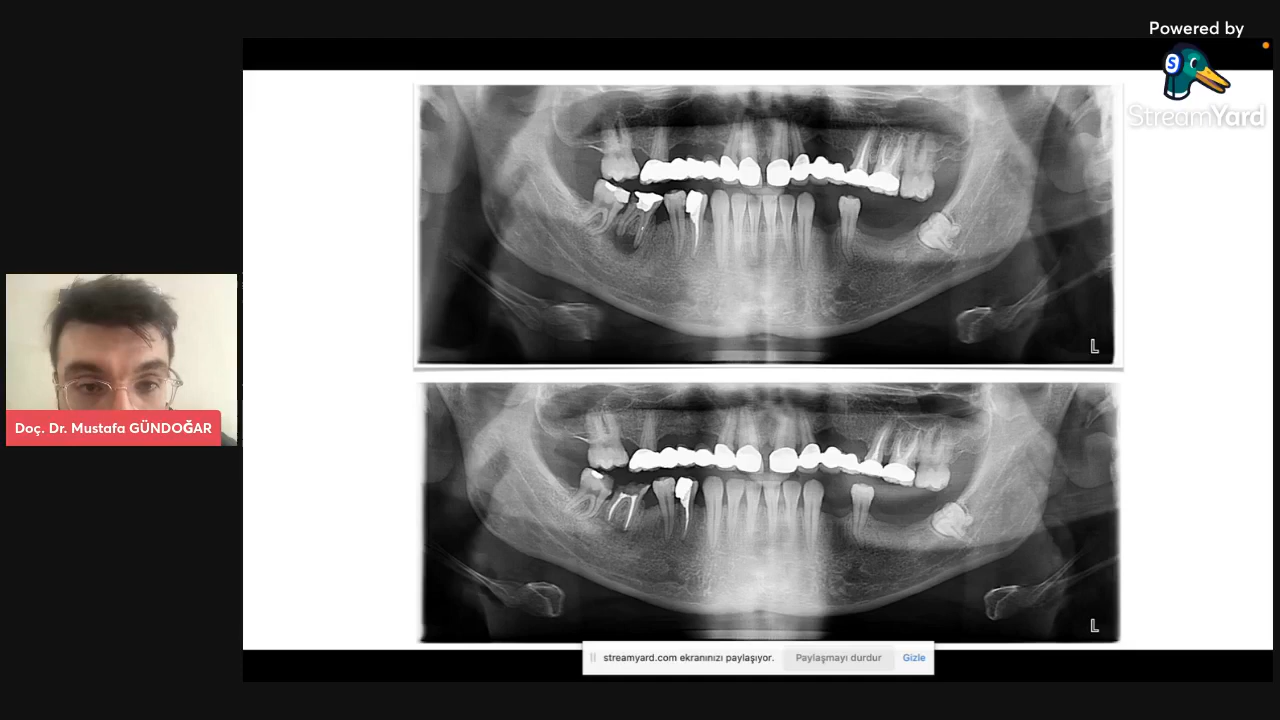 Powered by
S
StreamYard
L
Doç. Dr. Mustafa GÜNDOĞAR
L
streamyard.com ekranınızı paylaşıyor.
Paylaşmayı durdur
Gizle